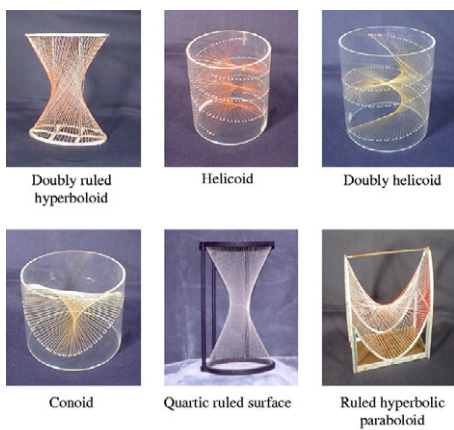 Doubly ruled
hyperboloid
Helicoid
Doubly helicoid
Conoid
Quartic ruled surface
Ruled hyperbolic
paraboloid